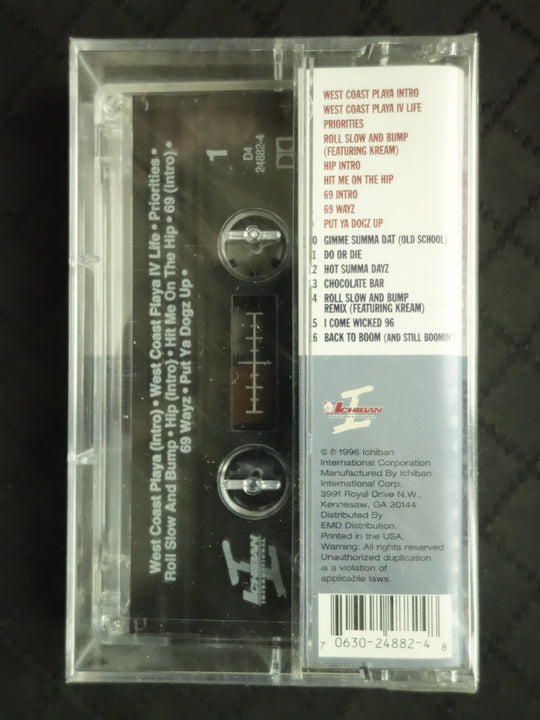 West Coast Playa (Intro) • West Coast Playa IV Life • Priorities •
Roll Slow And Bump • Hip (Intro) • Hit Me On The Hip • 69 (Intro) •
69 Wayz • Put Ya Dogz Up •
1
D4
24882-4
ICHIBAN
INTERNATIONAL
WEST COAST PLAYA INTRO
WEST COAST PLAYA IV LIFE
PRIORITIES
ROLL SLOW AND BUMP
(FEATURING KREAM)
HIP INTRO
HIT ME ON THE HIP
69 INTRO
69 WAYZ
PUT YA DOGZ UP
0 GIMME SUMMA DAT (OLD SCHOOL)
1 DO OR DIE
2 HOT SUMMA DAYZ
3 CHOCOLATE BAR
4 ROLL SLOW AND BUMP
REMIX (FEATURING KREAM)
5 I COME WICKED 96
6 BACK TO BOOM (AND STILL BOOMIN')
ICHIBAN
© ℗ 1996 Ichiban
International Corporation
Manufactured By Ichiban
International Corp.
3991 Royal Drive N.W.,
Kennesaw, GA 30144.
Distributed By
EMD Distribution.
Printed in the USA.
Warning: All rights reserved
Unauthorized duplication
is a violation of
applicable laws.
7 0630-24882-4 8